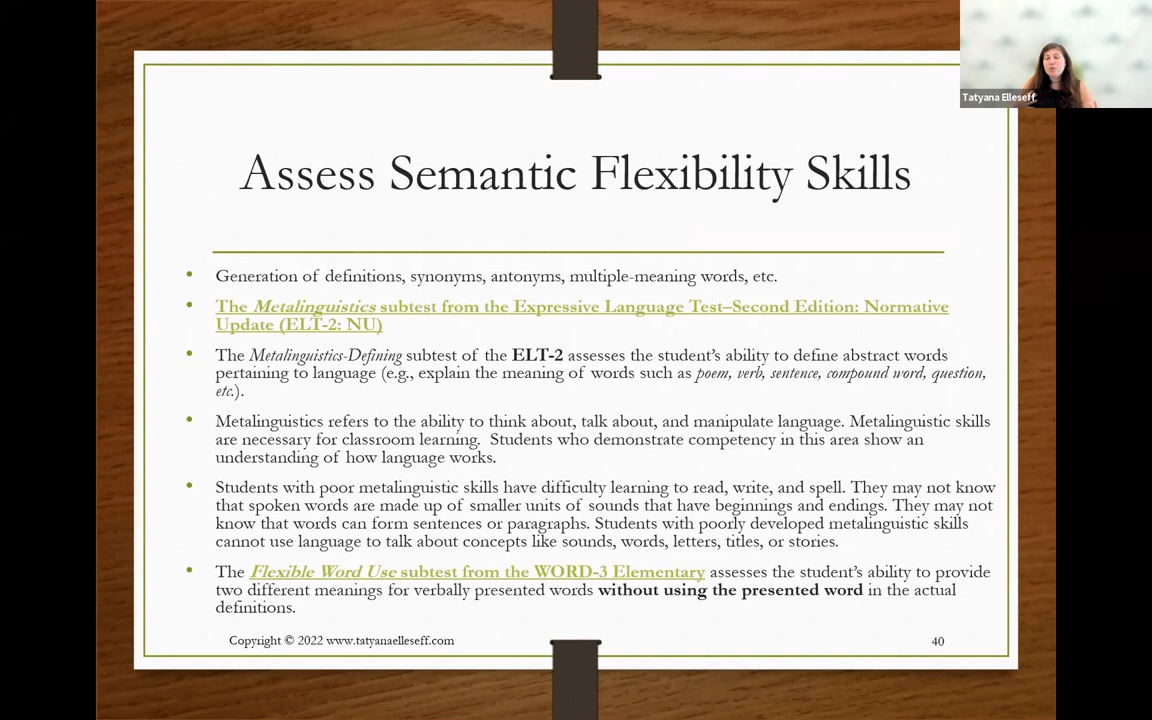 Tatyana Elleseff
Assess Semantic Flexibility Skills
• Generation of definitions, synonyms, antonyms, multiple-meaning words, etc.
• The Metalinguistics subtest from the Expressive Language Test–Second Edition: Normative
Update (ELT-2: NU)
• The Metalinguistics-Defining subtest of the ELT-2 assesses the student’s ability to define abstract words
pertaining to language (e.g., explain the meaning of words such as poem, verb, sentence, compound word, question,
etc.).
• Metalinguistics refers to the ability to think about, talk about, and manipulate language. Metalinguistic skills
are necessary for classroom learning.  Students who demonstrate competency in this area show an
understanding of how language works.
• Students with poor metalinguistic skills have difficulty learning to read, write, and spell. They may not know
that spoken words are made up of smaller units of sounds that have beginnings and endings. They may not
know that words can form sentences or paragraphs. Students with poorly developed metalinguistic skills
cannot use language to talk about concepts like sounds, words, letters, titles, or stories.
• The Flexible Word Use subtest from the WORD-3 Elementary assesses the student’s ability to provide
two different meanings for verbally presented words without using the presented word in the actual
definitions.
Copyright © 2022 www.tatyanaelleseff.com
40